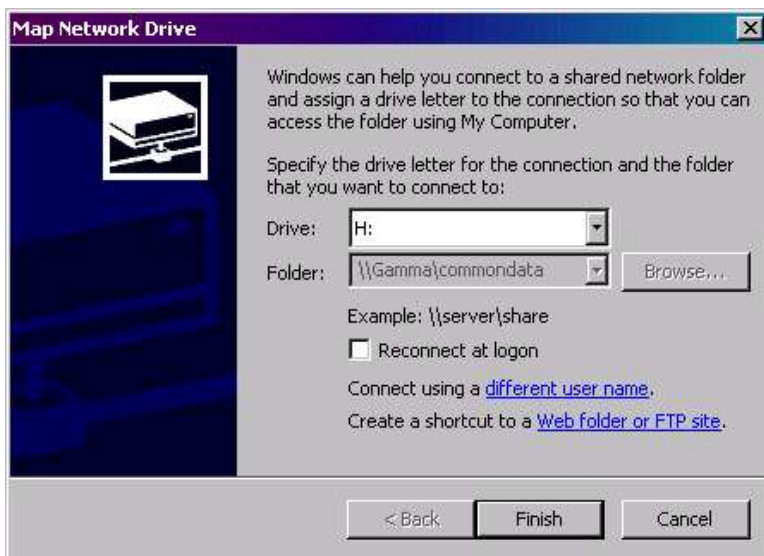 Map Network Drive
Windows can help you connect to a shared network folder
and assign a drive letter to the connection so that you can
access the folder using My Computer.
Specify the drive letter for the connection and the folder
that you want to connect to:
Drive: H:
Folder: \\Gamma\commondata Browse...
Example: \\server\share
Reconnect at logon
Connect using a different user name.
Create a shortcut to a Web folder or FTP site.
< Back Finish Cancel